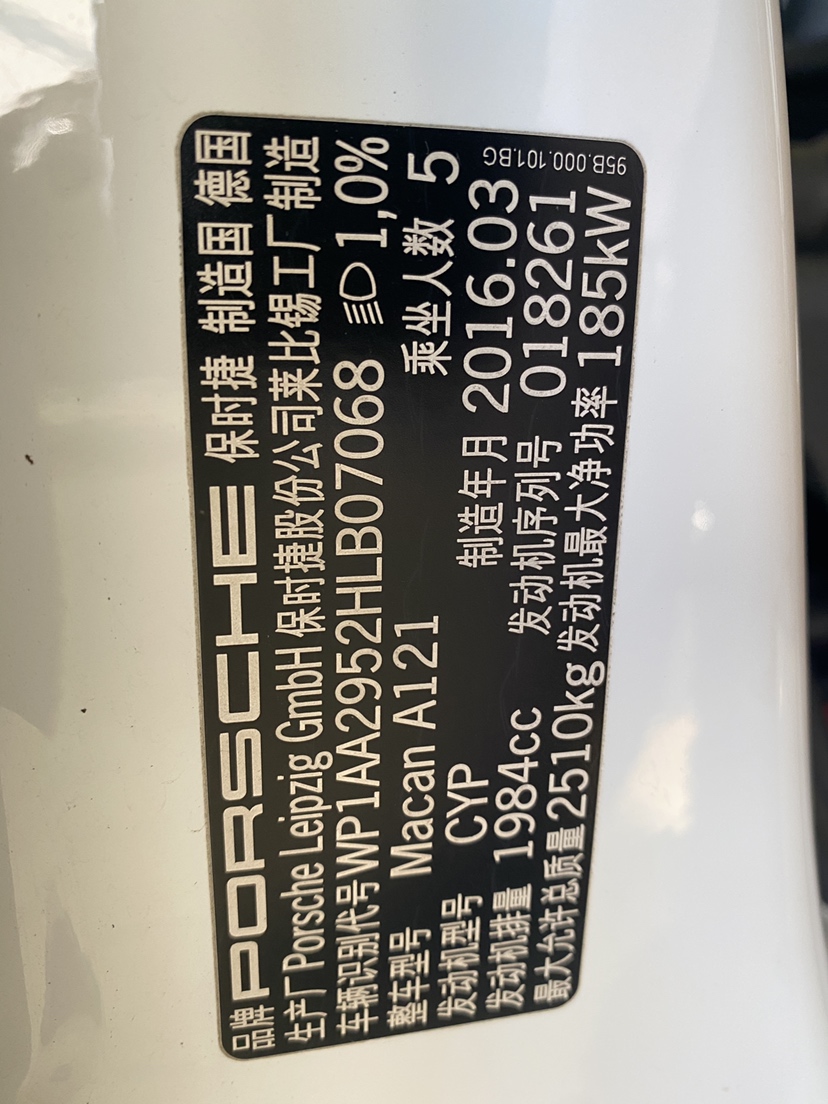 品牌 PORSCHE 保时捷 制造国 德国
生产厂 Porsche Leipzig GmbH 保时捷股份公司莱比锡工厂制造
车辆识别代号 WP1AA2952HLB07068 1,0%
整车型号 Macan A121 乘坐人数 5
发动机型号 CYP 制造年月 2016.03
发动机排量 1984cc 发动机序列号 018261
最大允许总质量 2510kg 发动机最大净功率 185kW
95B.000.101.BG